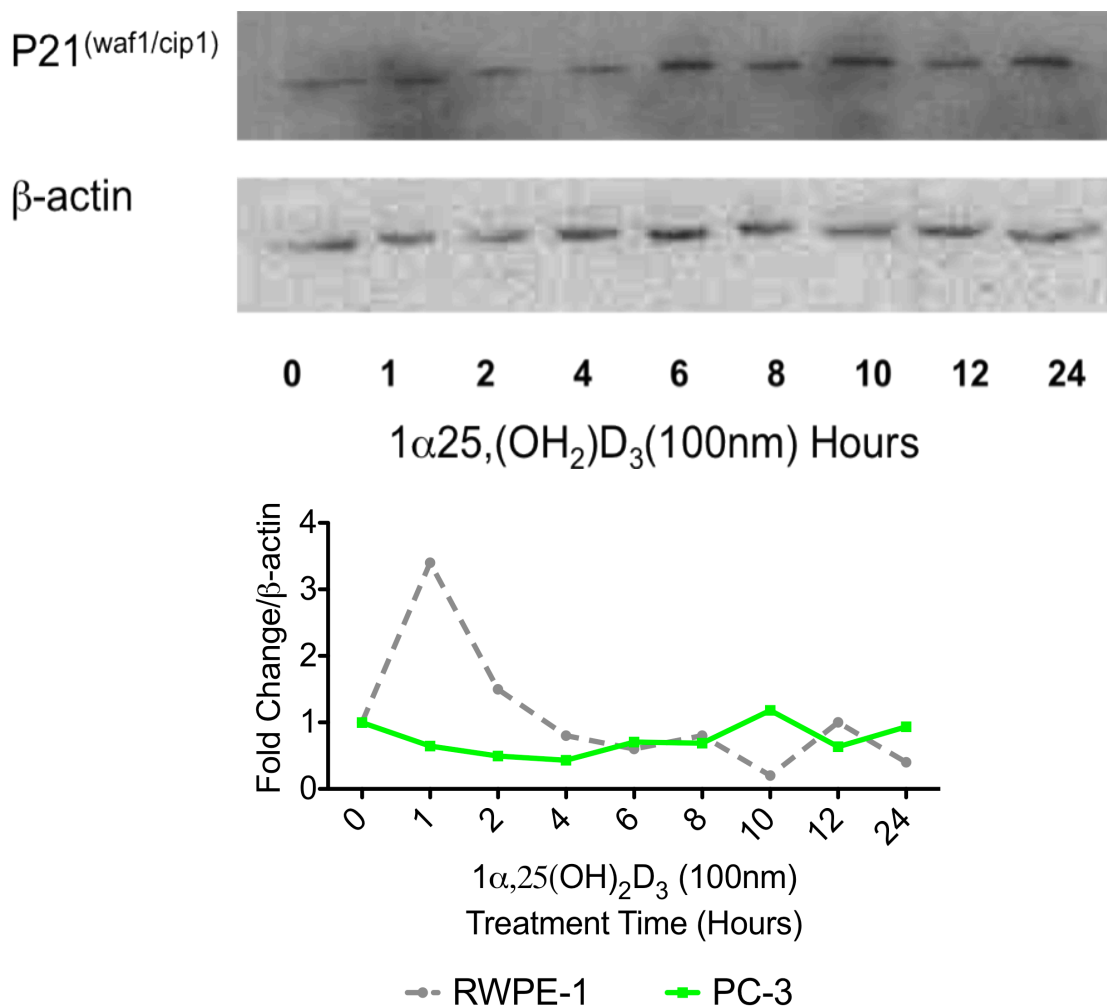 P21(waf1/cip1)
β-actin
0 1 2 4 6 8 10 12 24
1α25,(OH2)D3(100nm) Hours
Fold Change/β-actin
4
3
2
1
0
0 1 2 4 6 8 10 12 24
1α,25(OH)2D3 (100nm)
Treatment Time (Hours)
RWPE-1 PC-3